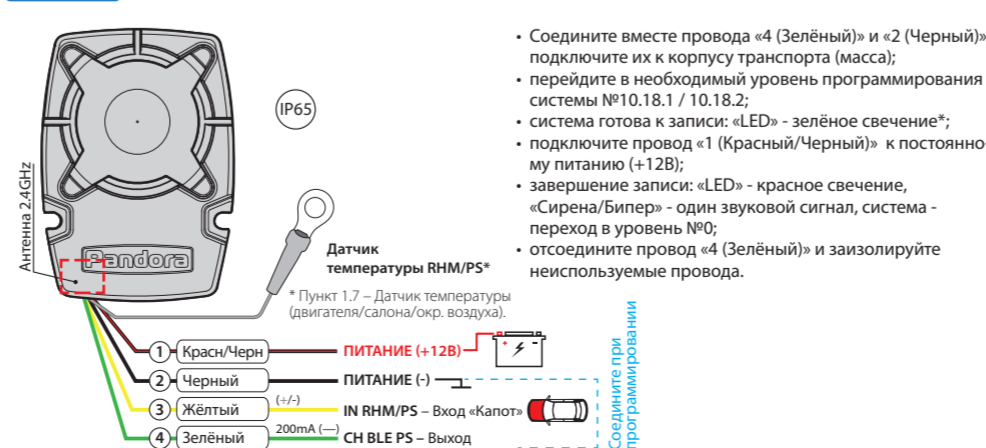 Антенна 2.4GHz
Pandora
IP65
Датчик
температуры RHM/PS*
* Пункт 1.7 – Датчик температуры
(двигателя/салона/окр. воздуха).
• Соедините вместе провода «4 (Зелёный)» и «2 (Черный)»
подключите их к корпусу транспорта (масса);
• перейдите в необходимый уровень программирования
системы №10.18.1 / 10.18.2;
• система готова к записи: «LED» - зелёное свечение*;
• подключите провод «1 (Красный/Черный)» к постоянно-
му питанию (+12В);
• завершение записи: «LED» - красное свечение,
«Сирена/Бипер» - один звуковой сигнал, система -
переход в уровень №0;
• отсоедините провод «4 (Зелёный)» и заизолируйте
неиспользуемые провода.
1 Красн/Черн ПИТАНИЕ (+12В) + -
2 Черный ПИТАНИЕ (-)
3 Жёлтый (+/-) IN RHM/PS – Вход «Капот»
4 Зелёный 200mA (—) CH BLE PS – Выход
Соедините при
программировании